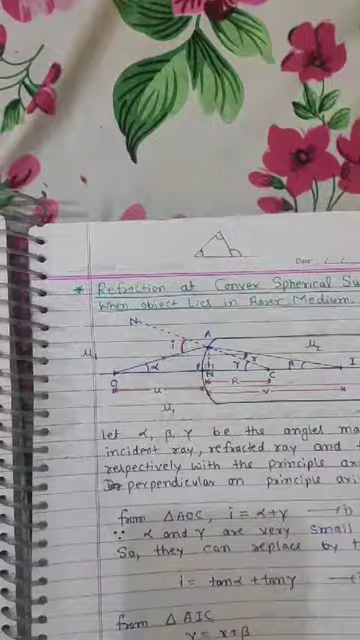 Date / /
* Refraction at Convex Spherical Su
When object Lies in Rarer Medium.
N
A
i
μ₂
r
μ
α
γ
β
I
O
P
N
C
u
R
v
μ₁
Let α, β, γ be the angles ma
incident ray, refracted ray and
respectively with the principle ax
perpendicular on principle axi
from △AOC, i = α+γ
∵ α and γ are very small
So, they can replace by t
i = tanα + tanγ
from △AIC
γ = r+β